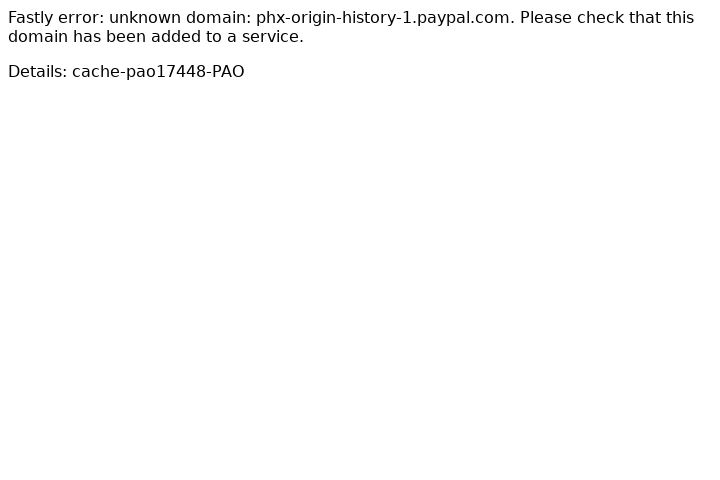 Fastly error: unknown domain: phx-origin-history-1.paypal.com. Please check that this
domain has been added to a service.
Details: cache-pao17448-PAO